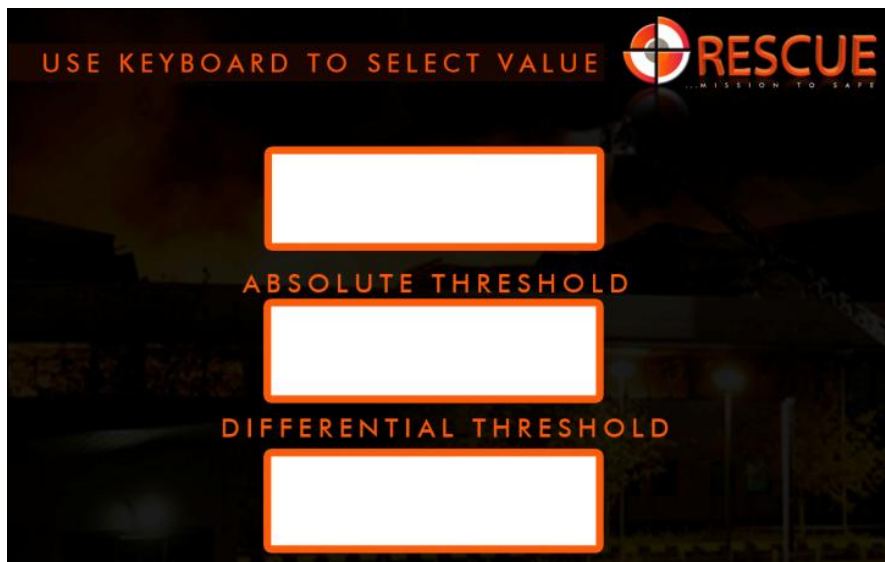 USE KEYBOARD TO SELECT VALUE
RESCUE
...MISSION TO SAFE
ABSOLUTE THRESHOLD
DIFFERENTIAL THRESHOLD